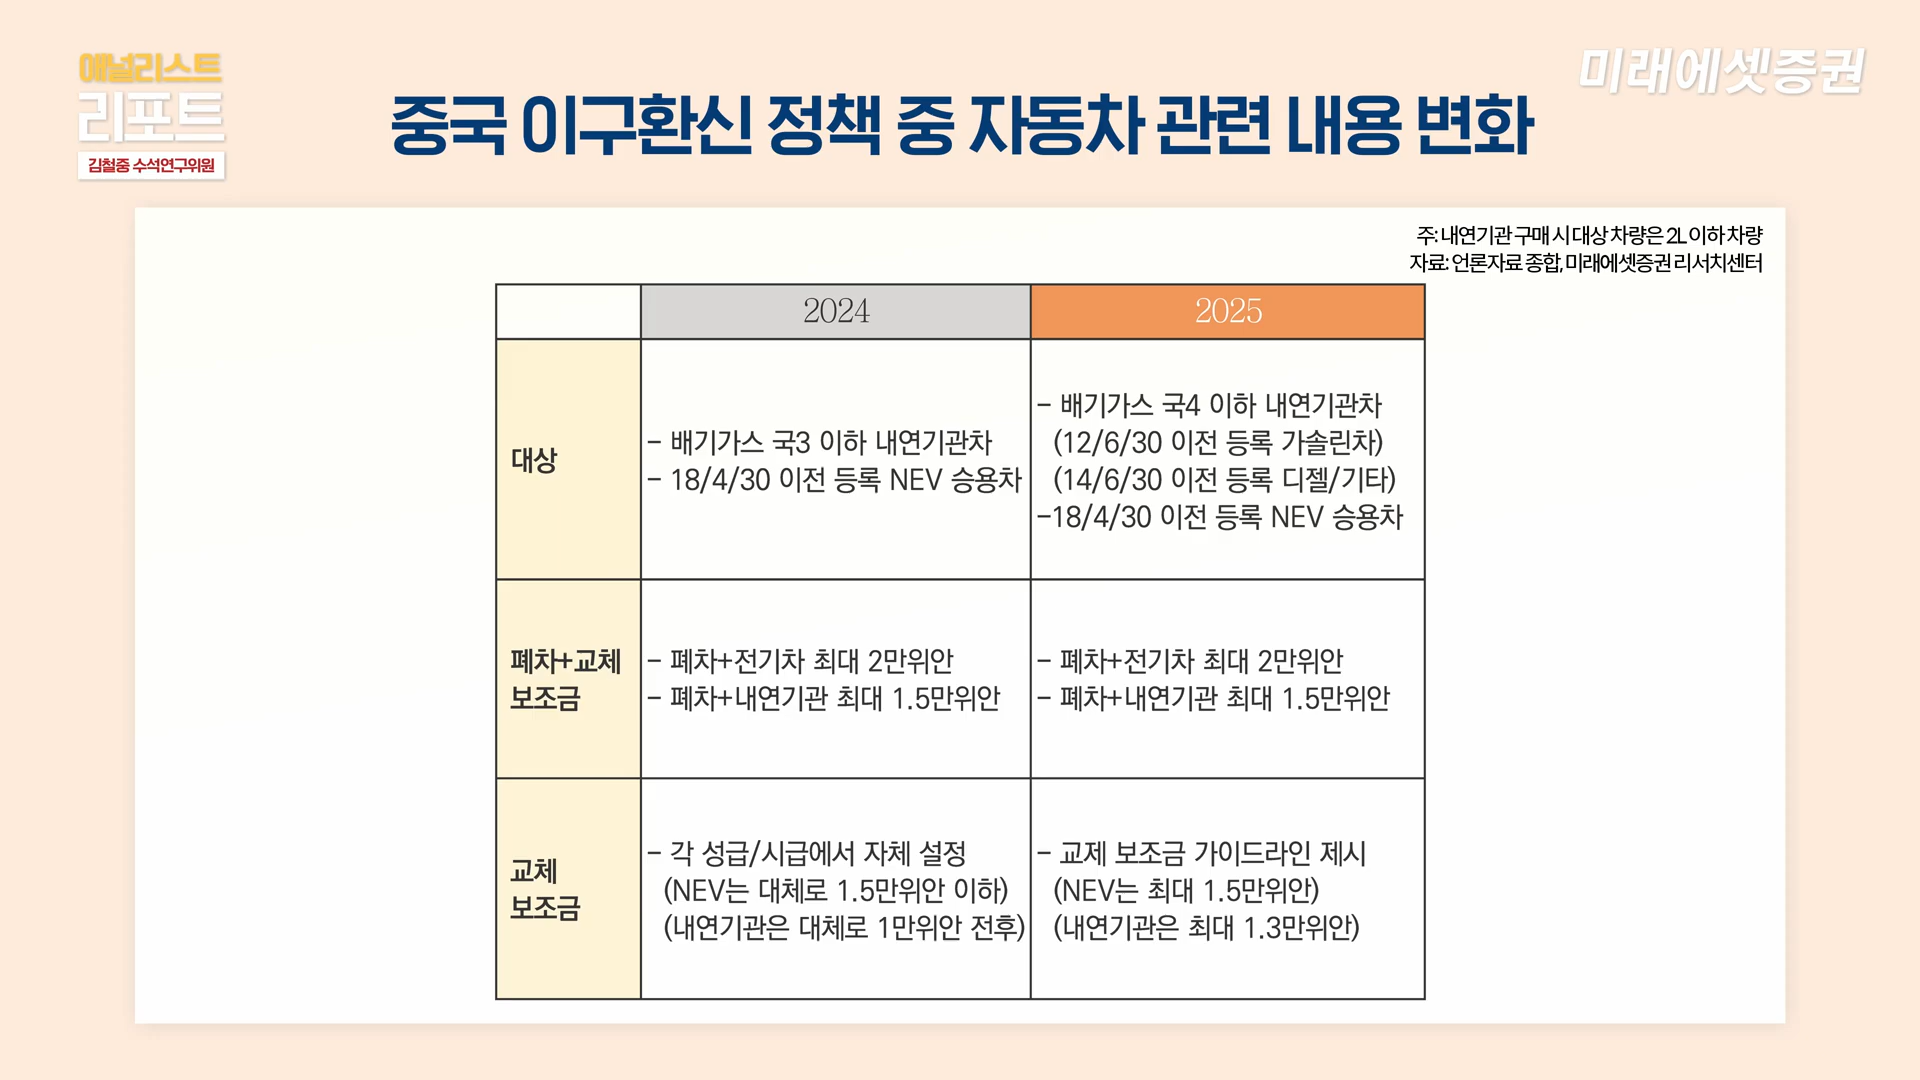 애널리스트
리포트
김철중 수석연구위원
미래에셋증권
중국 이구환신 정책 중 자동차 관련 내용 변화
주: 내연기관 구매 시 대상 차량은 2L 이하 차량
자료: 언론자료 종합, 미래에셋증권 리서치센터
2024
2025
대상
- 배기가스 국3 이하 내연기관차
- 18/4/30 이전 등록 NEV 승용차
- 배기가스 국4 이하 내연기관차
(12/6/30 이전 등록 가솔린차)
(14/6/30 이전 등록 디젤/기타)
-18/4/30 이전 등록 NEV 승용차
폐차+교체
보조금
- 폐차+전기차 최대 2만위안
- 폐차+내연기관 최대 1.5만위안
- 폐차+전기차 최대 2만위안
- 폐차+내연기관 최대 1.5만위안
교체
보조금
- 각 성급/시급에서 자체 설정
(NEV는 대체로 1.5만위안 이하)
(내연기관은 대체로 1만위안 전후)
- 교제 보조금 가이드라인 제시
(NEV는 최대 1.5만위안)
(내연기관은 최대 1.3만위안)